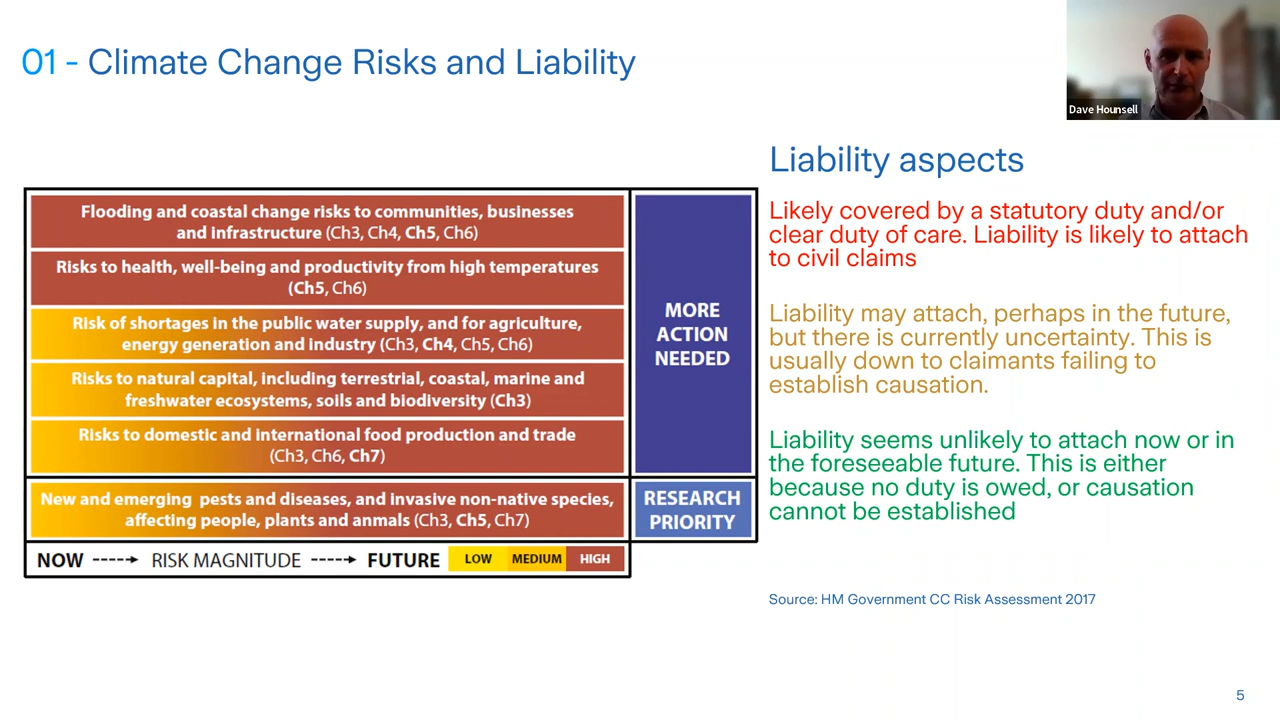 01 - Climate Change Risks and Liability
Dave Hounsell
Flooding and coastal change risks to communities, businesses
and infrastructure (Ch3, Ch4, Ch5, Ch6)
Risks to health, well-being and productivity from high temperatures
(Ch5, Ch6)
Risk of shortages in the public water supply, and for agriculture,
energy generation and industry (Ch3, Ch4, Ch5, Ch6)
Risks to natural capital, including terrestrial, coastal, marine and
freshwater ecosystems, soils and biodiversity (Ch3)
Risks to domestic and international food production and trade
(Ch3, Ch6, Ch7)
MORE
ACTION
NEEDED
New and emerging pests and diseases, and invasive non-native species,
affecting people, plants and anmals (Ch3, Ch5, Ch7)
RESEARCH
PRIORITY
NOW ----> RISK MAGNITUDE ----> FUTURE LOW MEDIUM HIGH
Liability aspects
Likely covered by a statutory duty and/or
clear duty of care. Liability is likely to attach
to civil claims
Liability may attach, perhaps in the future,
but there is currently uncertainty. This is
usually down to claimants failing to
establish causation.
Liability seems unlikely to attach now or in
the foreseeable future. This is either
because no duty is owed, or causation
cannot be established
Source: HM Government CC Risk Assessment 2017
5